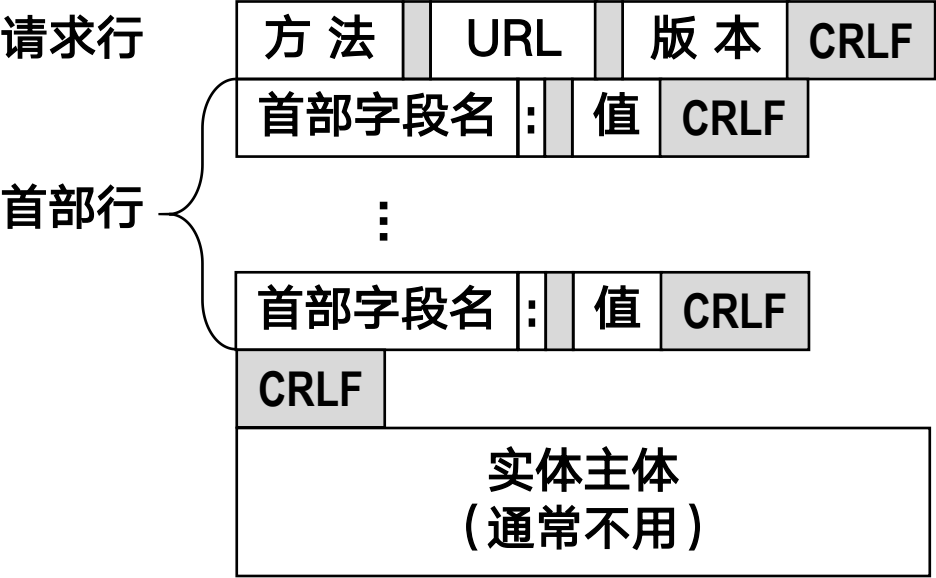 请求行 方 法 URL 版 本 CRLF
首部字段名 : 值 CRLF
首部行 ⋮
首部字段名 : 值 CRLF
CRLF
实体主体
(通常不用)